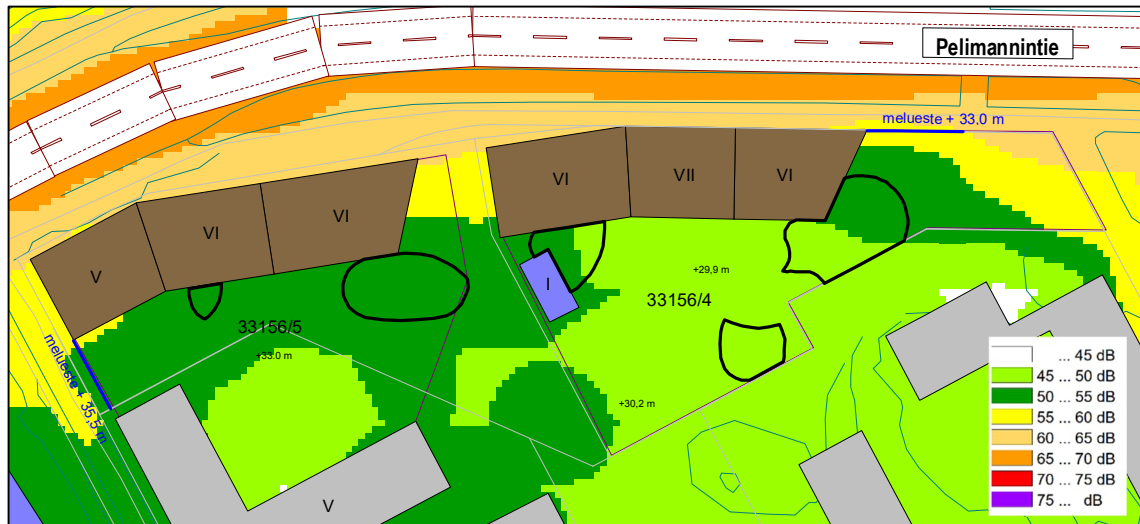 Pelimannintie
melueste + 33.0 m
VI
VII
VI
VI
VI
V
I
+29,9 m
33156/4
33156/5
+33.0 m
melueste + 35,5 m
+30,2 m
V
... 45 dB
45 ... 50 dB
50 ... 55 dB
55 ... 60 dB
60 ... 65 dB
65 ... 70 dB
70 ... 75 dB
75 ... dB